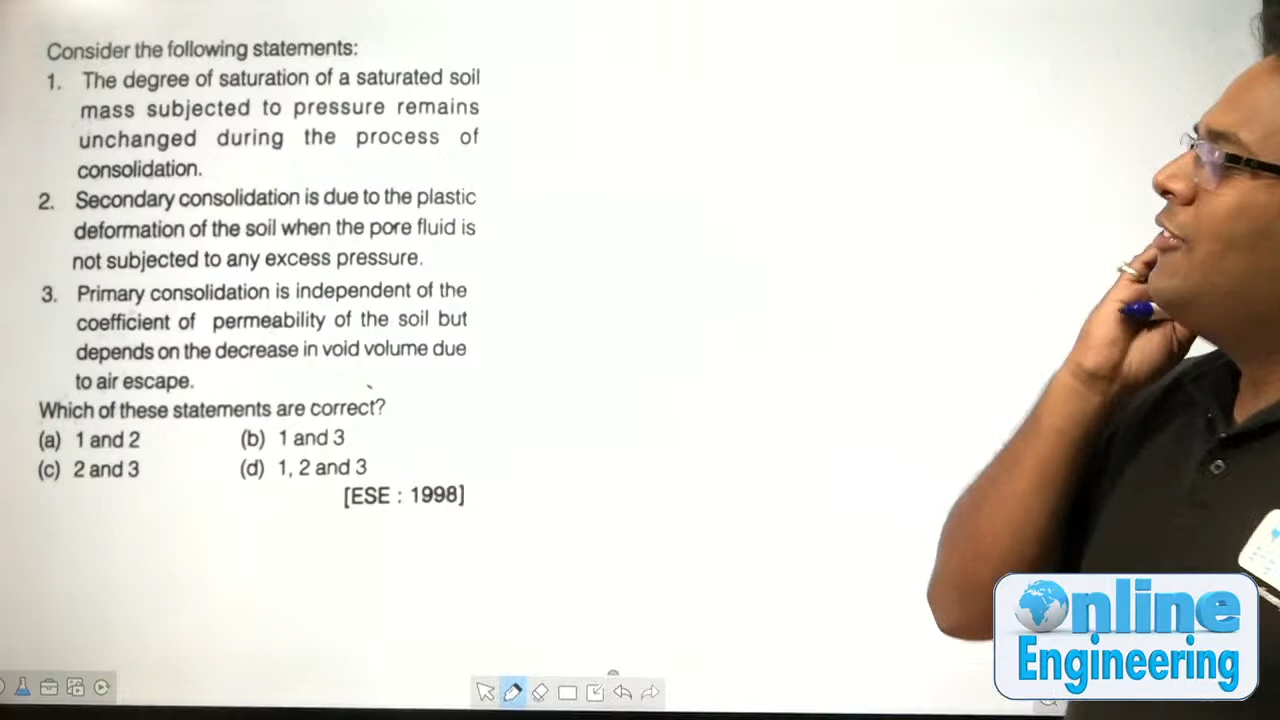 Consider the following statements:
1. The degree of saturation of a saturated soil
mass subjected to pressure remains
unchanged during the process of
consolidation.
2. Secondary consolidation is due to the plastic
deformation of the soil when the pore fluid is
not subjected to any excess pressure.
3. Primary consolidation is independent of the
coefficient of permeability of the soil but
depends on the decrease in void volume due
to air escape.
Which of these statements are correct?
(a) 1 and 2 (b) 1 and 3
(c) 2 and 3 (d) 1, 2 and 3
[ESE : 1998]
Online
Engineering